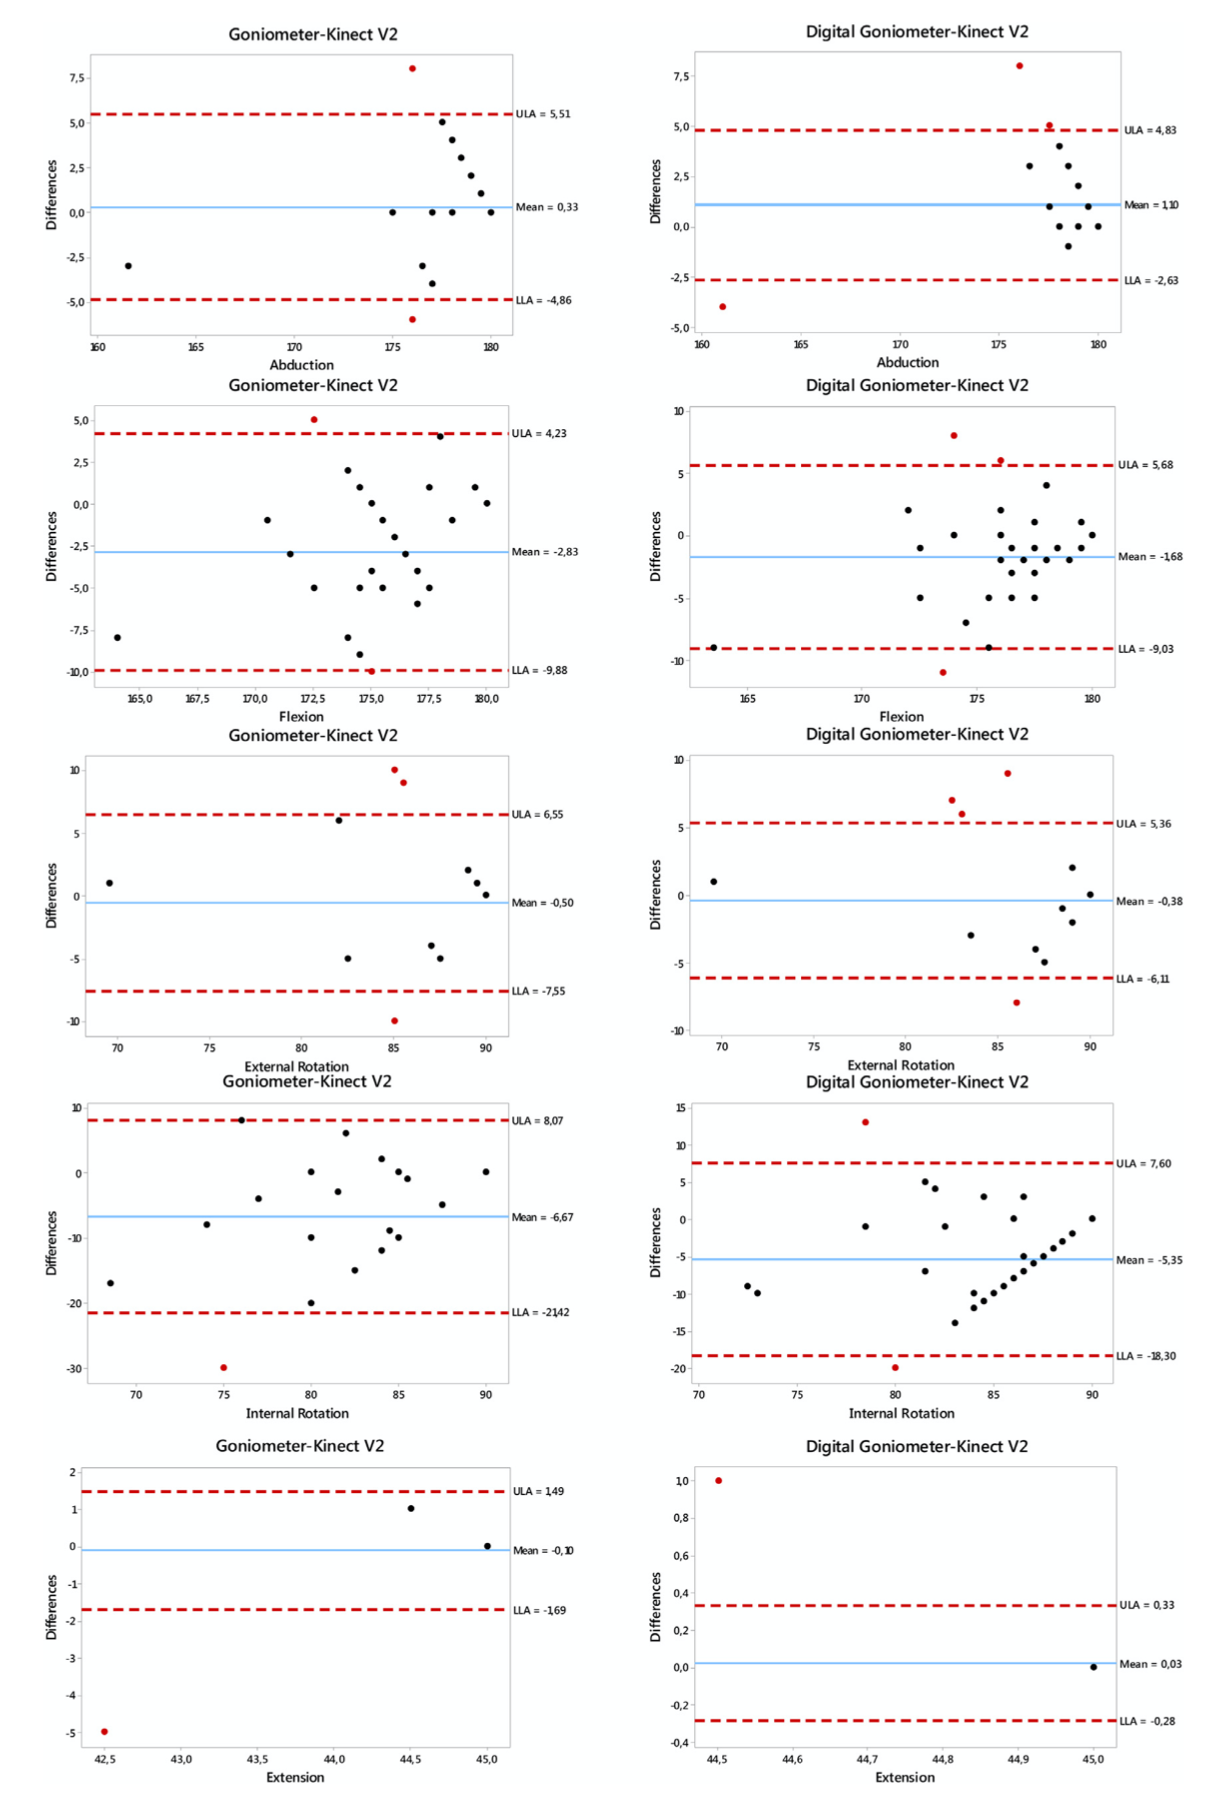 Goniometer-Kinect V2
7,5
5,0
2,5
0,0
-2,5
-5,0
Differences
ULA = 5,51
Mean = 0,33
LLA = -4,86
160 165 170 175 180
Abduction
Digital Goniometer-Kinect V2
7,5
5,0
2,5
0,0
-2,5
-5,0
Differences
ULA = 4,83
Mean = 1,10
LLA = -2,63
160 165 170 175 180
Abduction
Goniometer-Kinect V2
5,0
2,5
0,0
-2,5
-5,0
-7,5
-10,0
Differences
ULA = 4,23
Mean = -2,83
LLA = -9,88
165,0 167,5 170,0 172,5 175,0 177,5 180,0
Flexion
Digital Goniometer-Kinect V2
10
5
0
-5
-10
Differences
ULA = 5,68
Mean = -1,68
LLA = -9,03
165 170 175 180
Flexion
Goniometer-Kinect V2
10
5
0
-5
-10
Differences
ULA = 6,55
Mean = -0,50
LLA = -7,55
70 75 80 85 90
External Rotation
Digital Goniometer-Kinect V2
10
5
0
-5
-10
Differences
ULA = 5,36
Mean = -0,38
LLA = -6,11
70 75 80 85 90
External Rotation
Goniometer-Kinect V2
10
0
-10
-20
-30
Differences
ULA = 8,07
Mean = -6,67
LLA = -21,42
70 75 80 85 90
Internal Rotation
Digital Goniometer-Kinect V2
15
10
5
0
-5
-10
-15
-20
Differences
ULA = 7,60
Mean = -5,35
LLA = -18,30
70 75 80 85 90
Internal Rotation
Goniometer-Kinect V2
2
1
0
-1
-2
-3
-4
-5
Differences
ULA = 1,49
Mean = -0,10
LLA = -1,69
42,5 43,0 43,5 44,0 44,5 45,0
Extension
Digital Goniometer-Kinect V2
1,0
0,8
0,6
0,4
0,2
0,0
-0,2
-0,4
Differences
ULA = 0,33
Mean = 0,03
LLA = -0,28
44,5 44,6 44,7 44,8 44,9 45,0
Extension